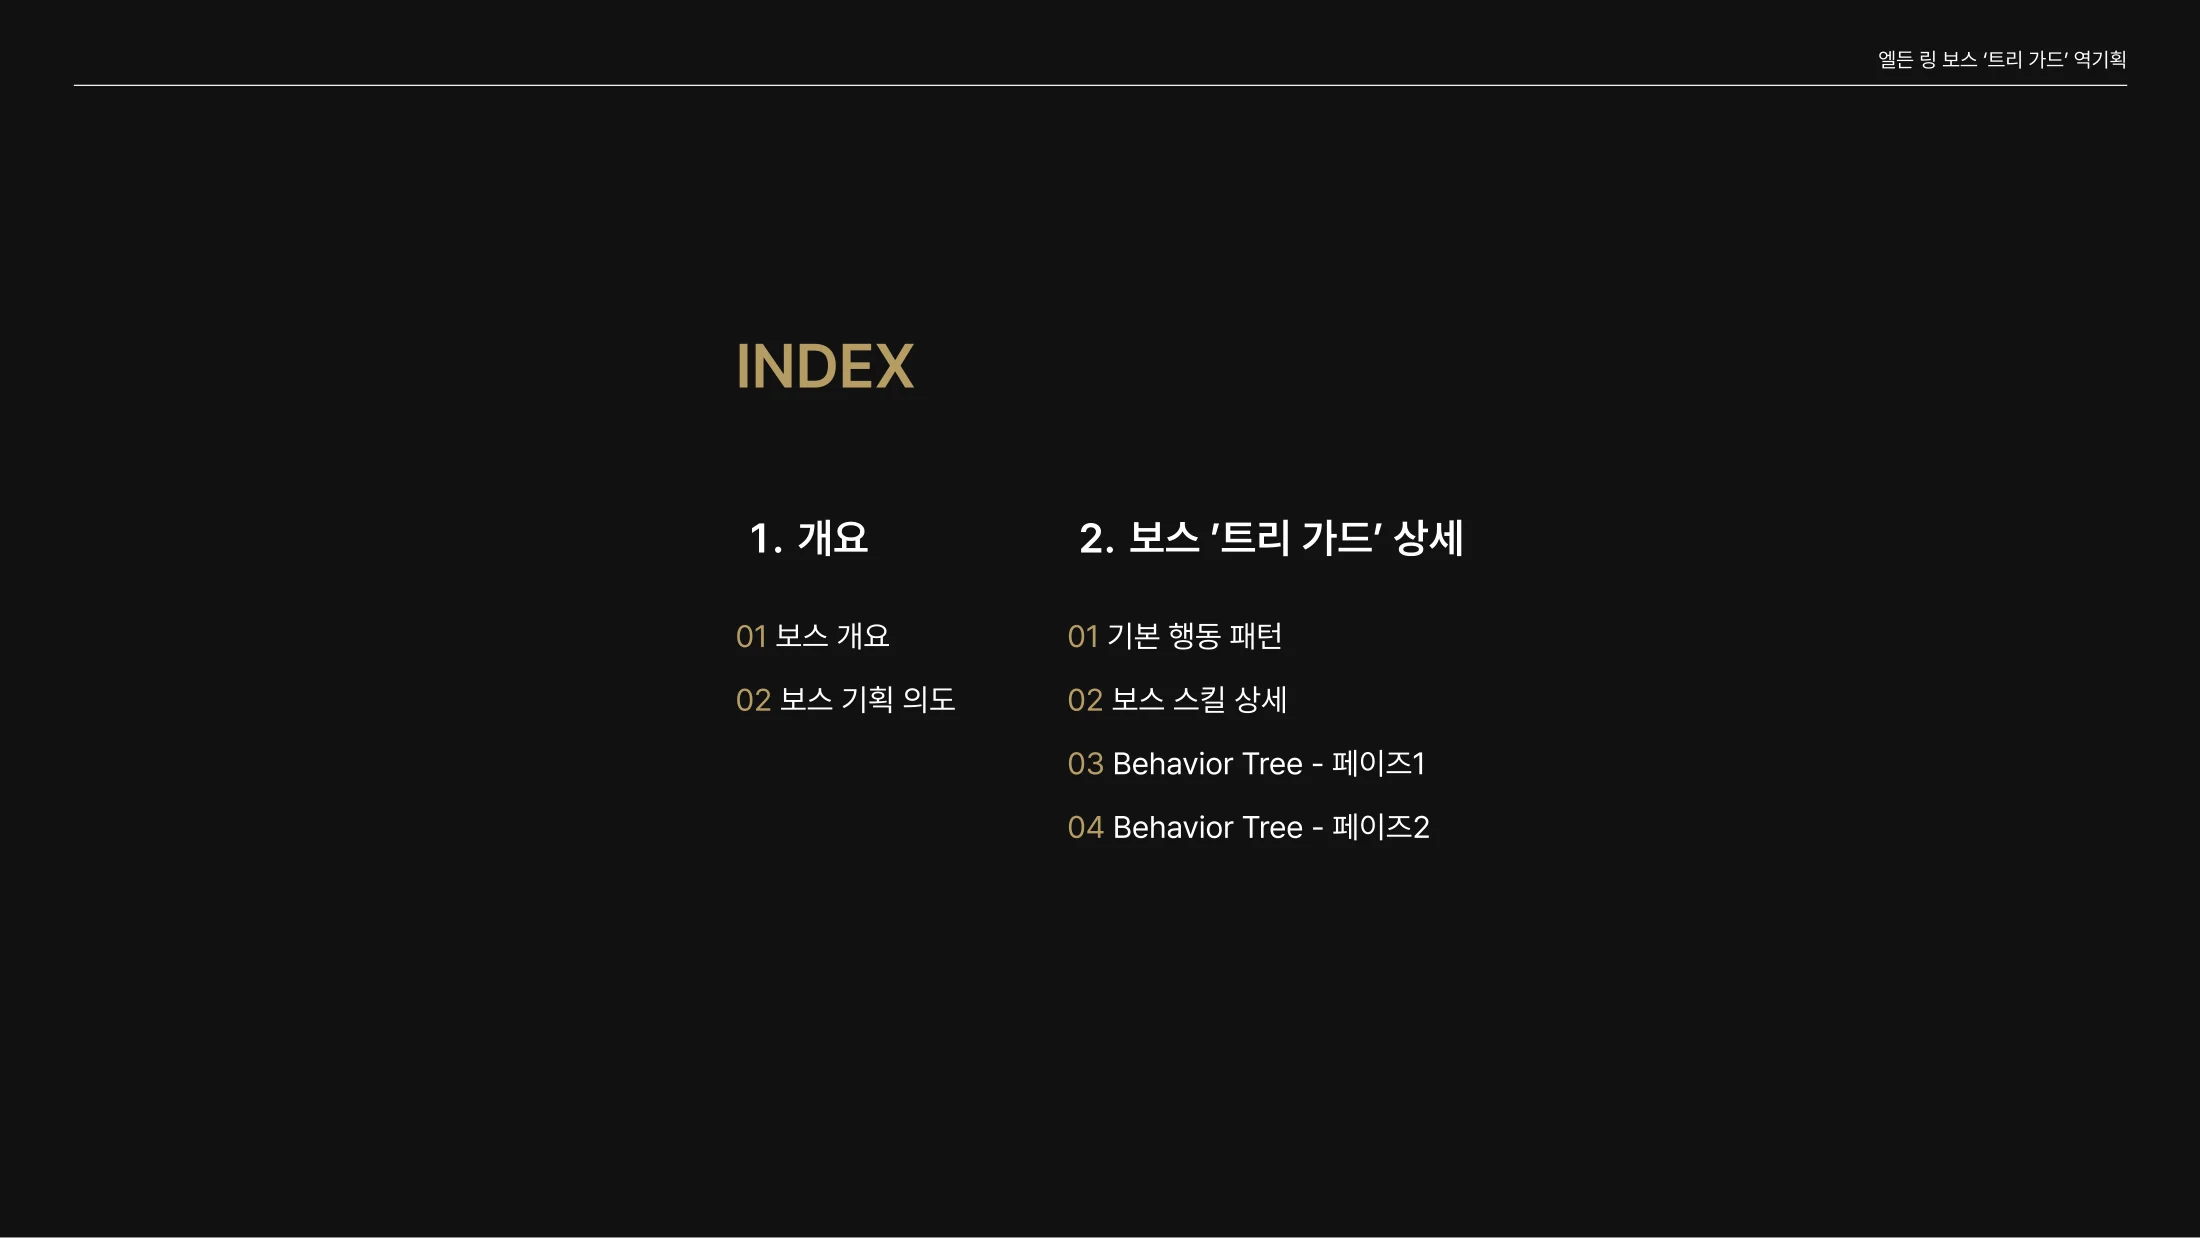 엘든 링 보스 ‘트리 가드’ 역기획
INDEX
1. 개요
01 보스 개요
02 보스 기획 의도
2. 보스 ‘트리 가드’ 상세
01 기본 행동 패턴
02 보스 스킬 상세
03 Behavior Tree - 페이즈1
04 Behavior Tree - 페이즈2